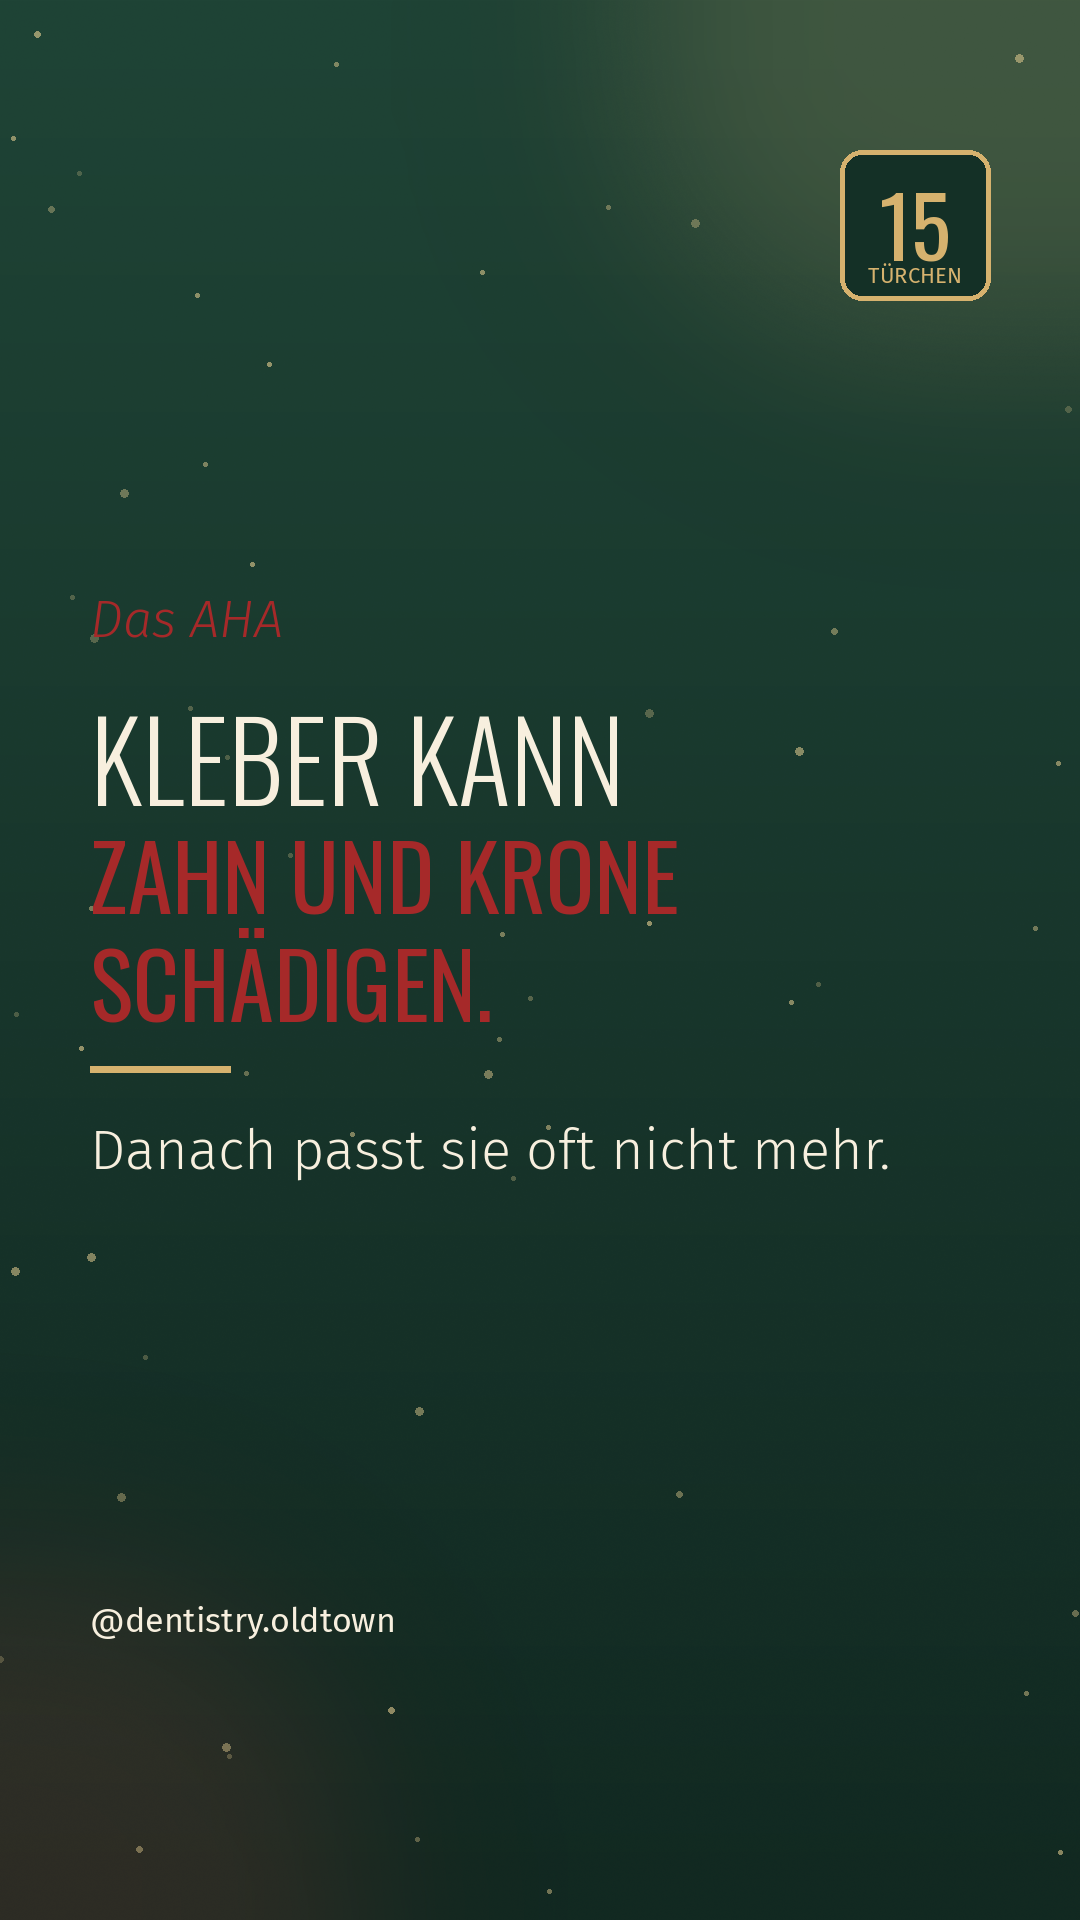 15
TÜRCHEN
Das AHA
KLEBER KANN
ZAHN UND KRONE
SCHÄDIGEN.
Danach passt sie oft nicht mehr.
@dentistry.oldtown